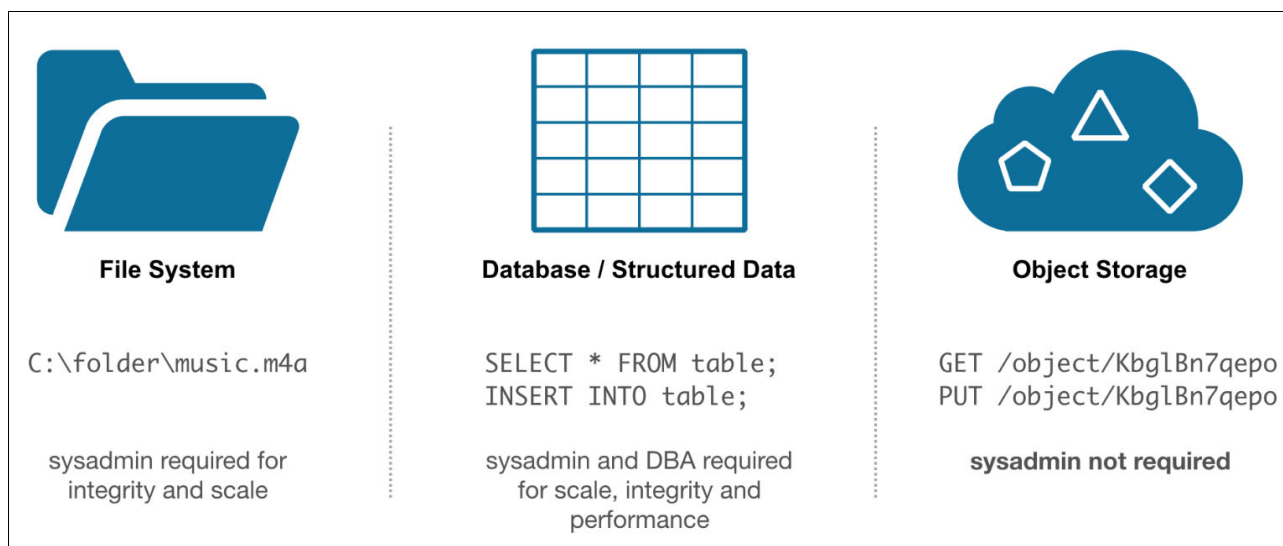 File System
C:\folder\music.m4a
sysadmin required for
integrity and scale
Database / Structured Data
SELECT * FROM table;
INSERT INTO table;
sysadmin and DBA required
for scale, integrity and
performance
Object Storage
GET /object/KbglBn7qepo
PUT /object/KbglBn7qepo
sysadmin not required